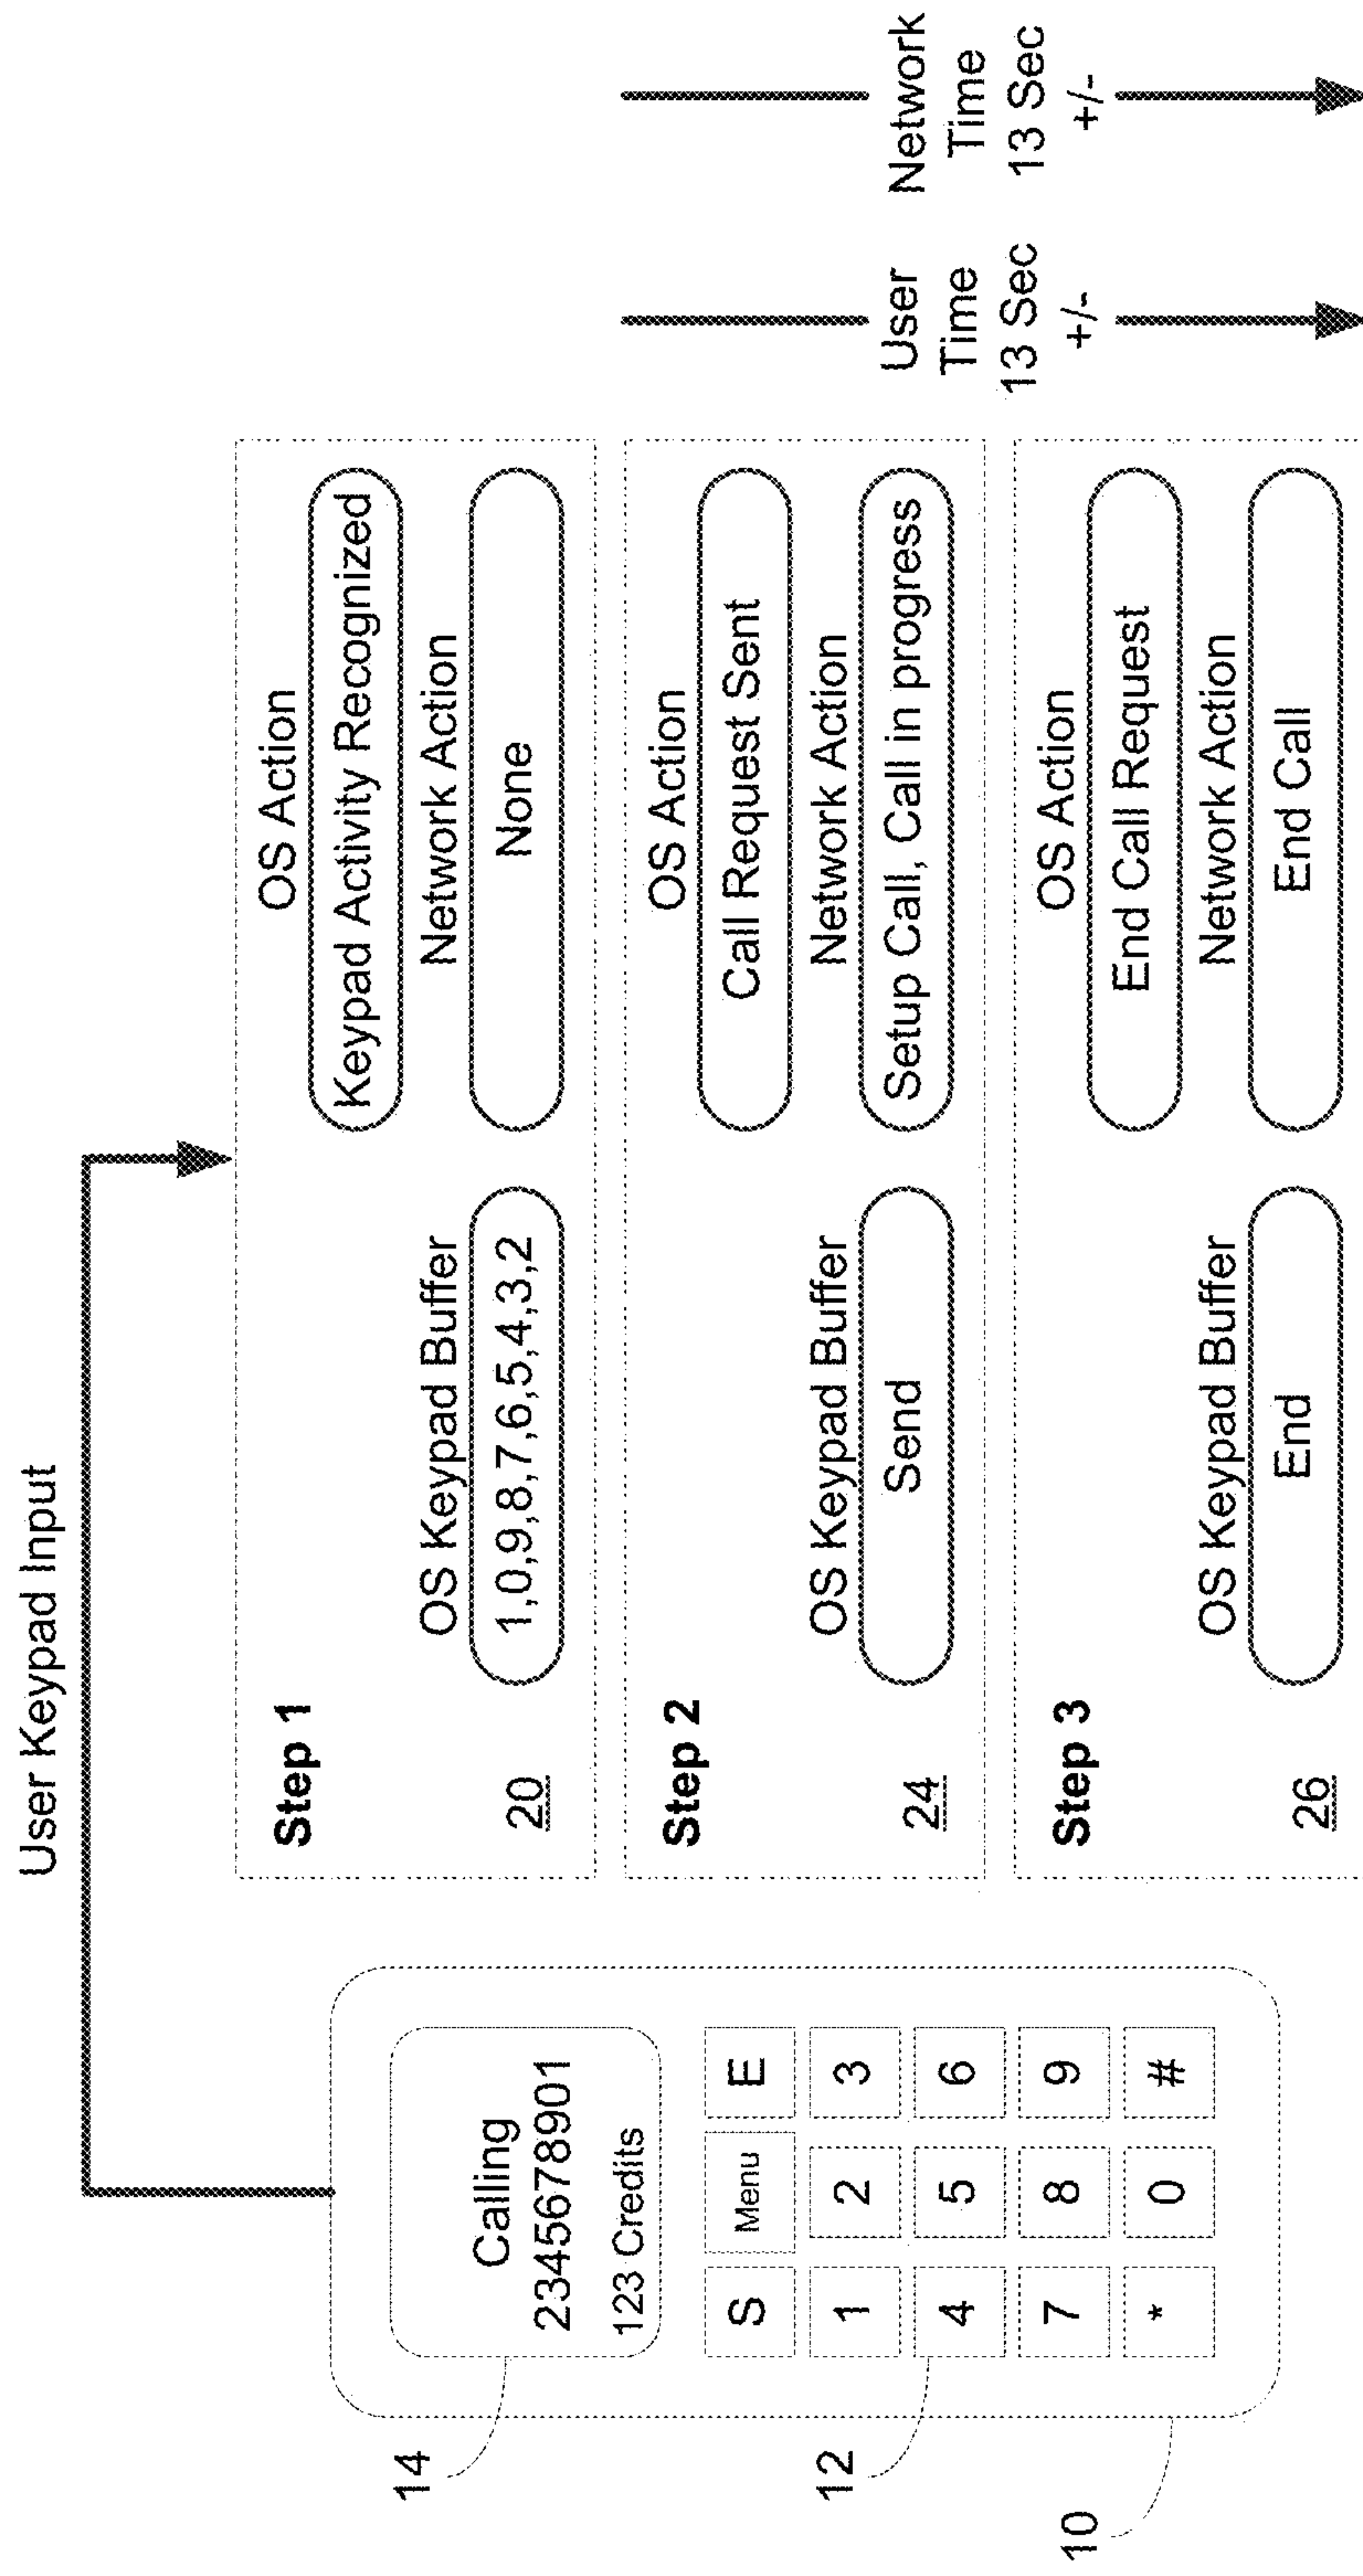 User Keypad Input
14
12
10
Calling
2345678901
123 Credits
S Menu E
1 2 3
4 5 6
7 8 9
* 0 #
Step 1
20
OS Keypad Buffer
1,0,9,8,7,6,5,4,3,2
OS Action
Keypad Activity Recognized
Network Action
None
Step 2
24
OS Keypad Buffer
Send
OS Action
Call Request Sent
Network Action
Setup Call, Call in progress
Step 3
26
OS Keypad Buffer
End
OS Action
End Call Request
Network Action
End Call
User
Time
13 Sec
+/-
Network
Time
13 Sec
+/-